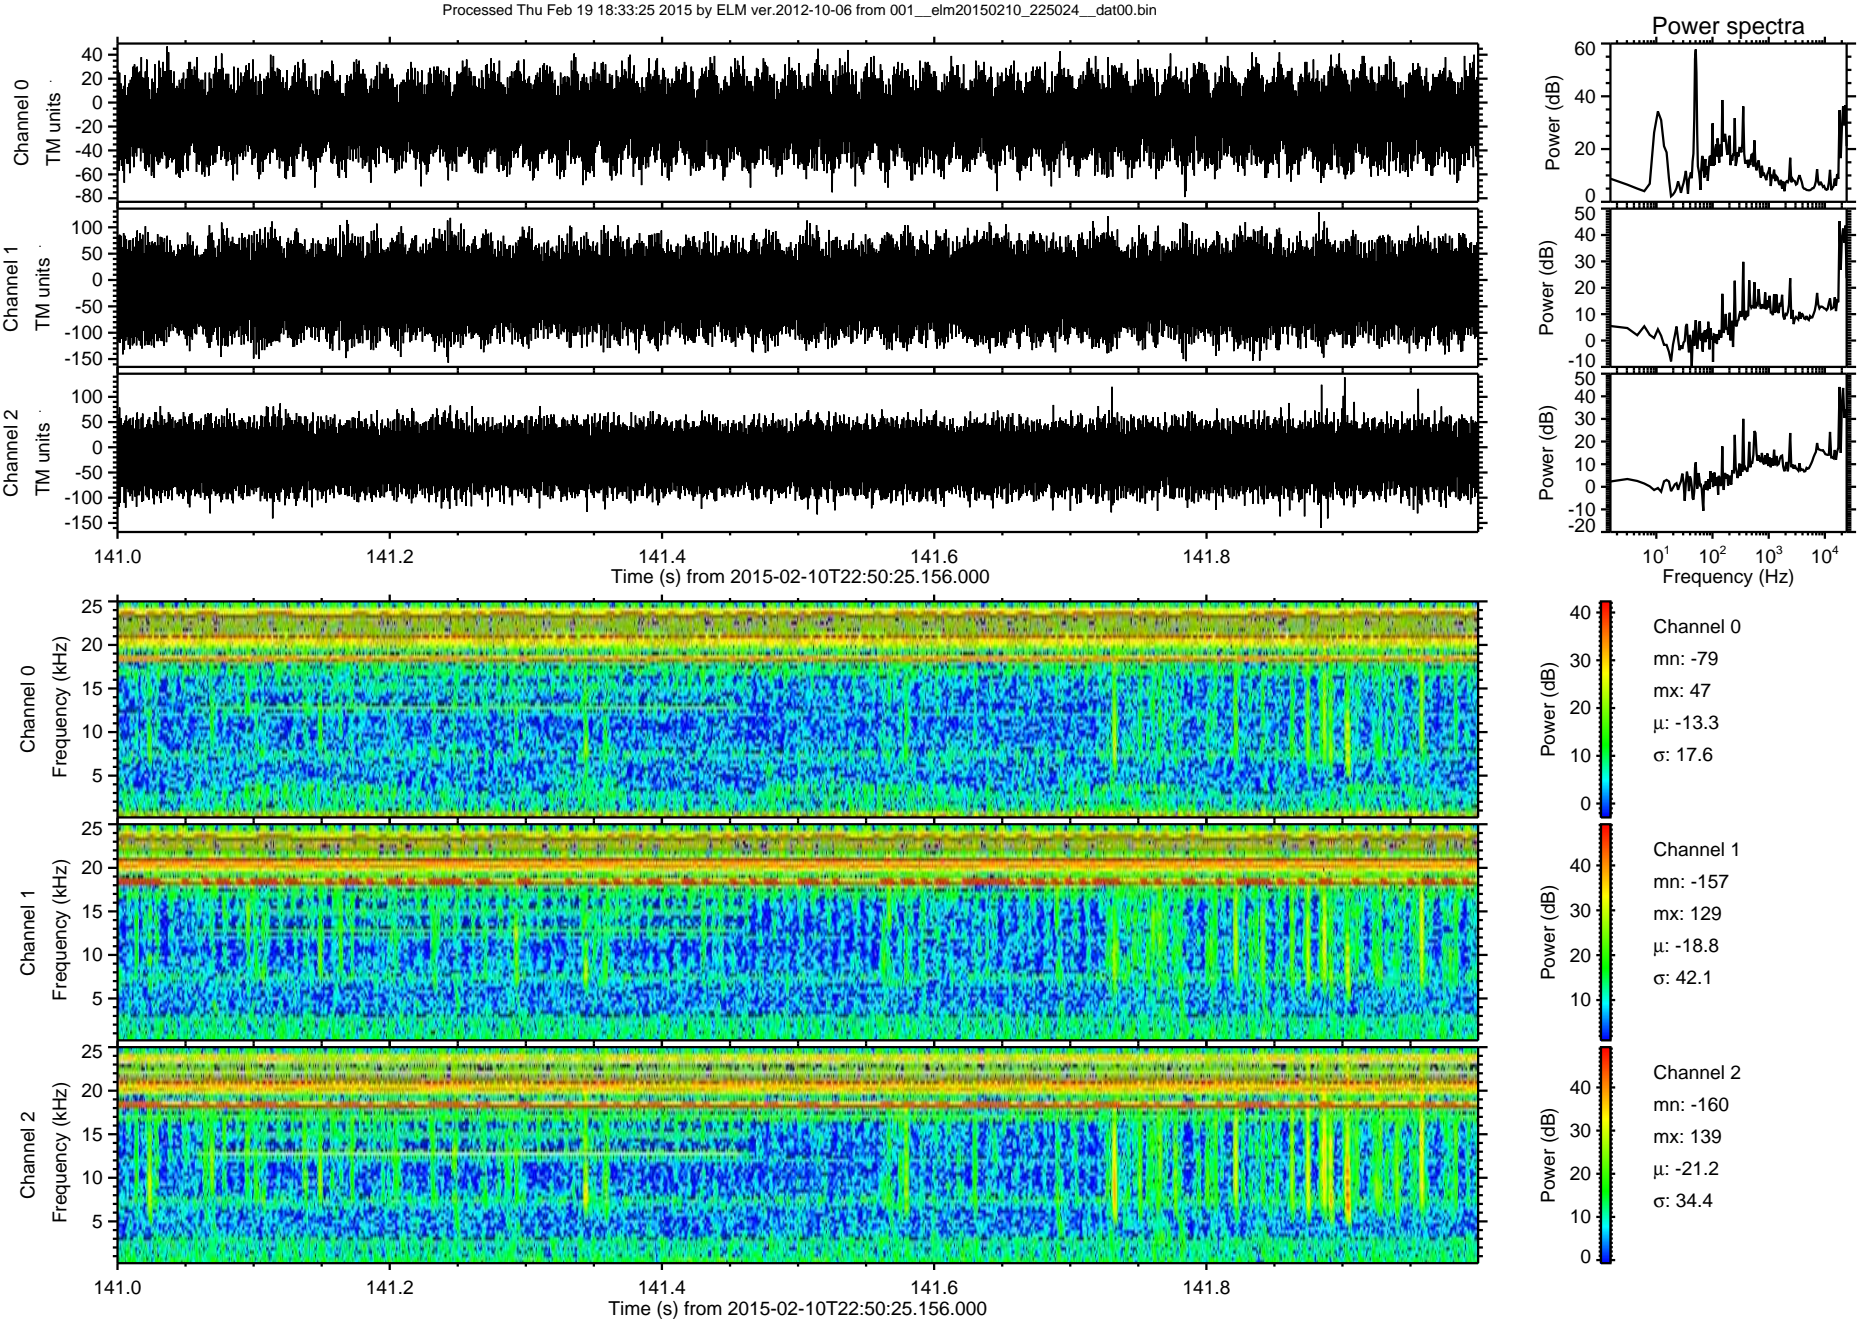 Processed Thu Feb 19 18:33:25 2015 by ELM ver.2012-10-06 from 001__elm20150210_225024__dat00.bin
Power spectra
Channel 0
TM units
40
20
0
-20
-40
-60
-80
Power (dB)
60
40
20
0
Channel 1
TM units
100
50
0
-50
-100
-150
Power (dB)
50
40
30
20
10
0
-10
Channel 2
TM units
100
50
0
-50
-100
-150
Power (dB)
50
40
30
20
10
0
-10
-20
141.0 141.2 141.4 141.6 141.8
Time (s) from 2015-02-10T22:50:25.156.000
10¹ 10² 10³ 10⁴
Frequency (Hz)
Channel 0
Frequency (kHz)
25
20
15
10
5
Power (dB)
40
30
20
10
0
Channel 0
mn: -79
mx: 47
μ: -13.3
σ: 17.6
Channel 1
Frequency (kHz)
25
20
15
10
5
Power (dB)
40
30
20
10
Channel 1
mn: -157
mx: 129
μ: -18.8
σ: 42.1
Channel 2
Frequency (kHz)
25
20
15
10
5
Power (dB)
40
30
20
10
0
Channel 2
mn: -160
mx: 139
μ: -21.2
σ: 34.4
141.0 141.2 141.4 141.6 141.8
Time (s) from 2015-02-10T22:50:25.156.000